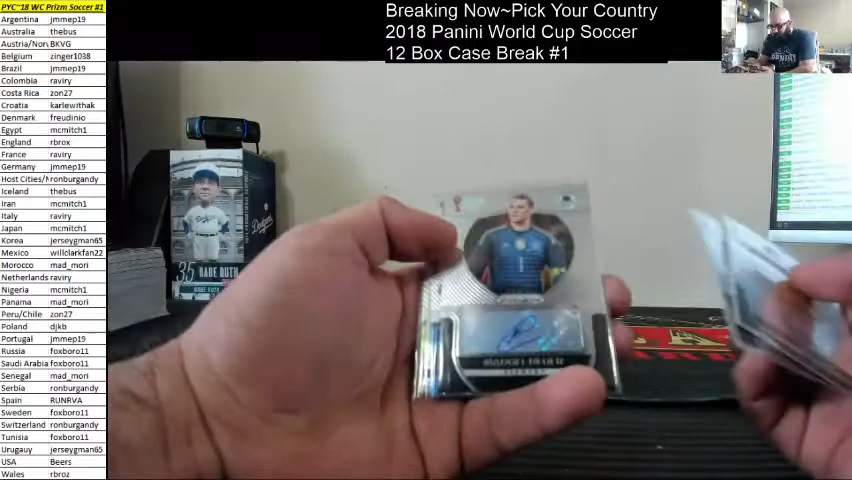 PYC~18 WC Prizm Soccer #1
Argentina jmmep19
Australia thebus
Austria/Nor BKVG
Belgium zinger1038
Brazil jmmep19
Colombia raviry
Costa Rica zon27
Croatia karlewithak
Denmark freudinio
Egypt mcmitch1
England rbrox
France raviry
Germany jmmep19
Host Cities/N ronburgandy
Iceland thebus
Iran mcmitch1
Italy raviry
Japan mcmitch1
Korea jerseygman65
Mexico willclarkfan22
Morocco mad_mori
Netherlands raviry
Nigeria mcmitch1
Panama mad_mori
Peru/Chile zon27
Poland djkb
Portugal jmmep19
Russia foxboro11
Saudi Arabia foxboro11
Senegal mad_mori
Serbia ronburgandy
Spain RUNRVA
Sweden foxboro11
Switzerland ronburgandy
Tunisia foxboro11
Urugauy jerseygman65
USA Beers
Wales rbroz
Breaking Now~Pick Your Country
2018 Panini World Cup Soccer
12 Box Case Break #1
Dodgers
35 BABE RUTH